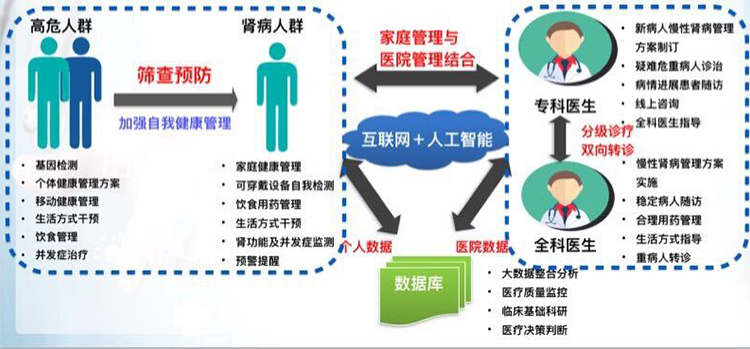 高危人群
肾病人群
筛查预防
加强自我健康管理
• 基因检测
• 个体健康管理方案
• 移动健康管理
• 生活方式干预
• 饮食管理
• 并发症治疗
• 家庭健康管理
• 可穿戴设备自我检测
• 饮食用药管理
• 生活方式干预
• 肾功能及并发症监测
• 预警提醒
家庭管理与
医院管理结合
互联网+人工智能
个人数据
医院数据
数据库
• 大数据整合分析
• 医疗质量监控
• 临床基础科研
• 医疗决策判断
专科医生
• 新病人慢性肾病管理
方案制订
• 疑难危重病人诊治
• 病情进展患者随访
• 线上咨询
• 全科医生指导
分级诊疗
双向转诊
全科医生
• 慢性肾病管理方案
实施
• 稳定病人随访
• 合理用药管理
• 生活方式指导
• 重病人转诊